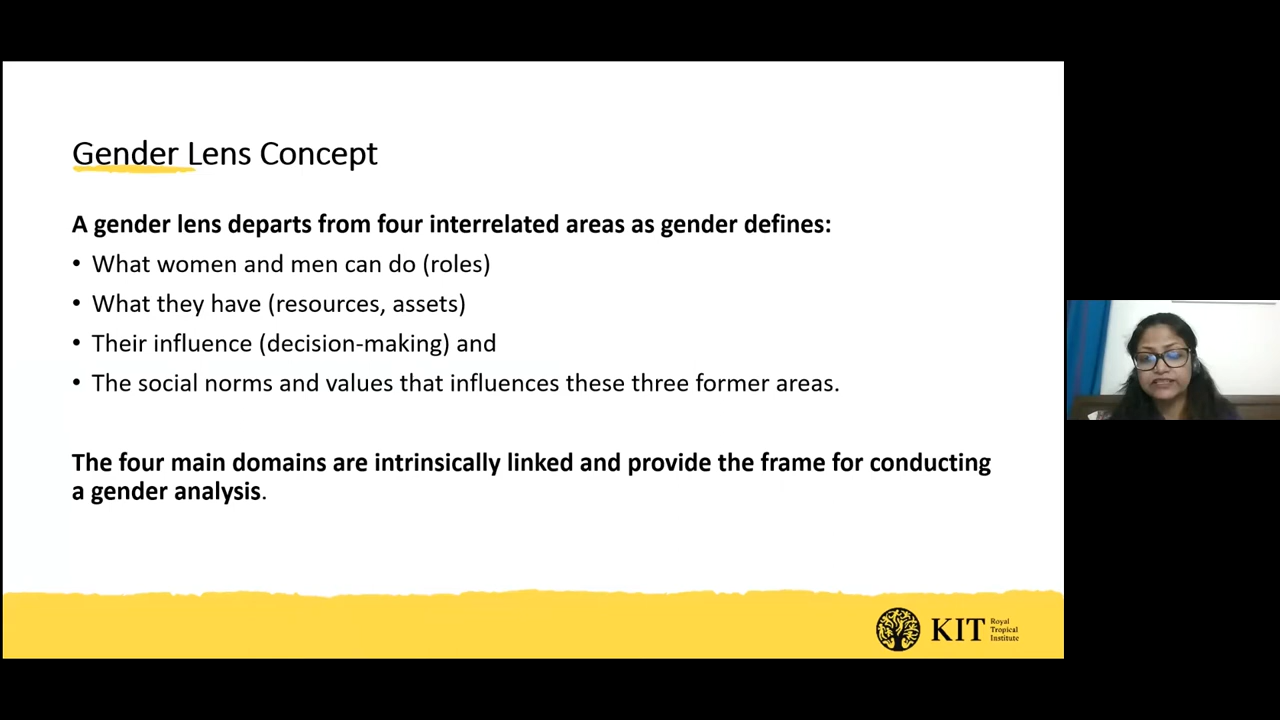 Gender Lens Concept
A gender lens departs from four interrelated areas as gender defines:
• What women and men can do (roles)
• What they have (resources, assets)
• Their influence (decision-making) and
• The social norms and values that influences these three former areas.
The four main domains are intrinsically linked and provide the frame for conducting
a gender analysis.
KIT Royal
Tropical
Institute